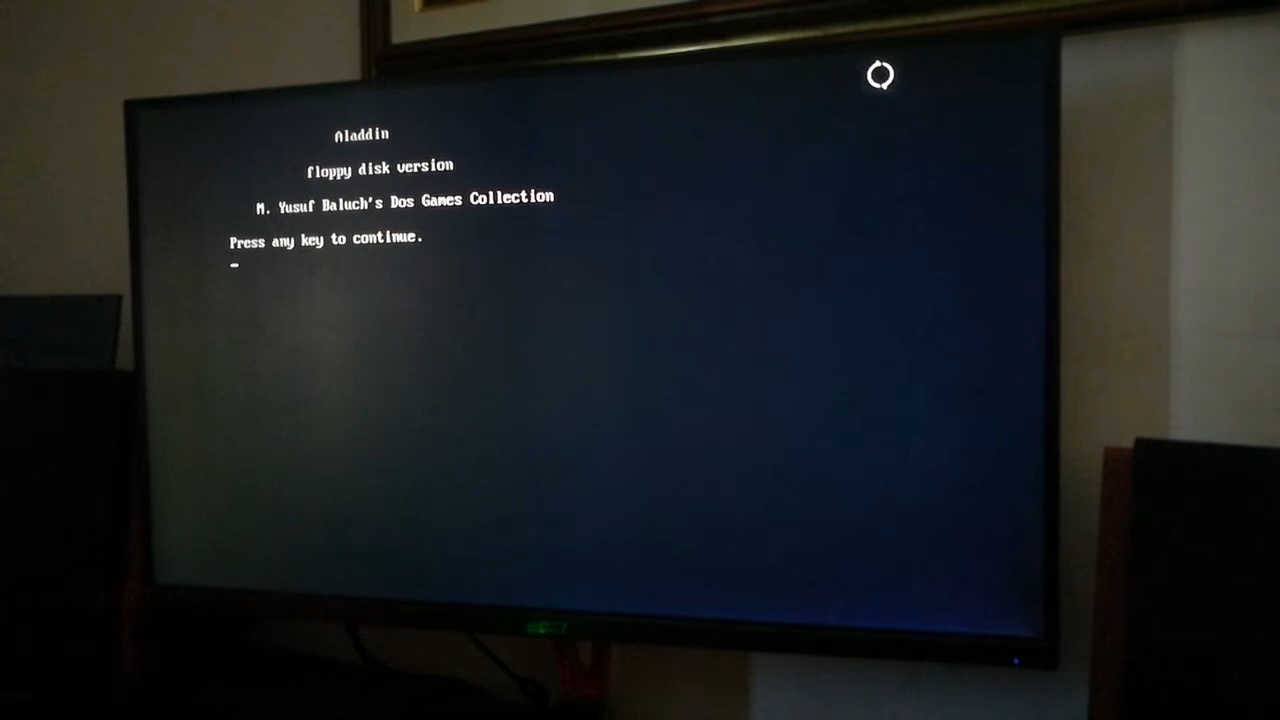 Aladdin
floppy disk version
M. Yusuf Baluch's Dos Games Collection
Press any key to continue.